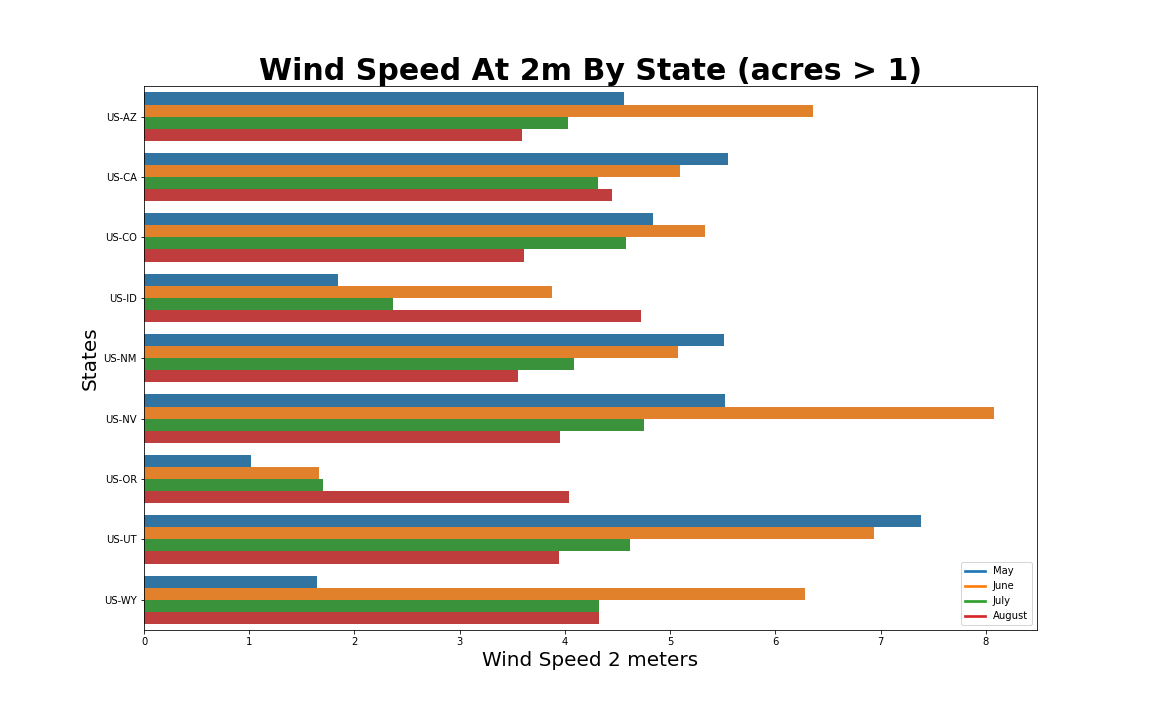 Wind Speed At 2m By State (acres > 1)
States
US-AZ
US-CA
US-CO
US-ID
US-NM
US-NV
US-OR
US-UT
US-WY
May
June
July
August
0 1 2 3 4 5 6 7 8
Wind Speed 2 meters